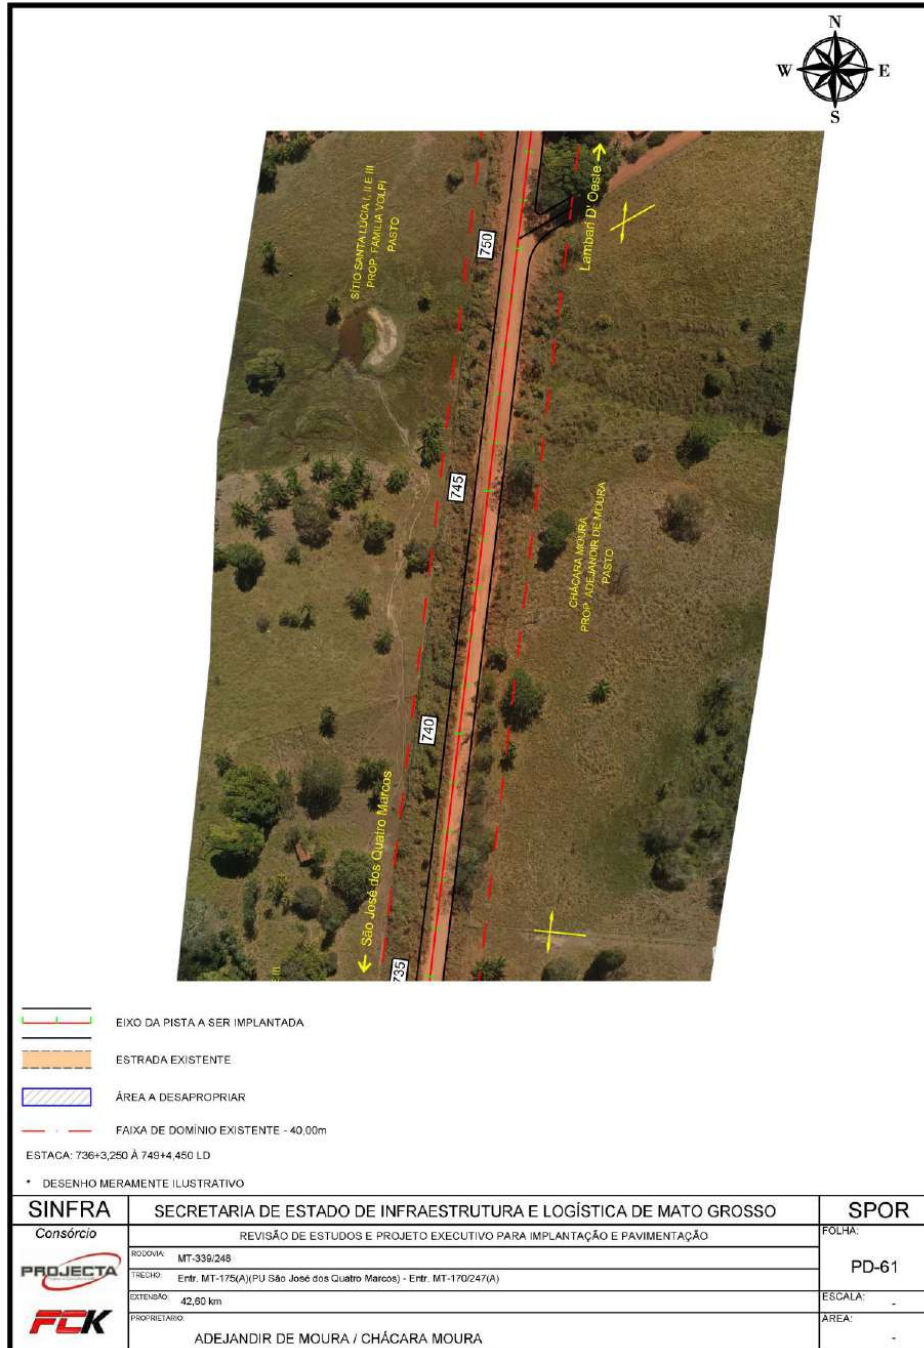 N
W E
S
SÍTIO SANTA LÚCIA I, II E III
PROP. FAMÍLIA VOLPI
PASTO
750
Lambari D' Oeste
745
CHÁCARA MOURA
PROP. ADEJANDIR DE MOURA
PASTO
740
São José dos Quatro Marcos
735
EIXO DA PISTA A SER IMPLANTADA
ESTRADA EXISTENTE
ÁREA A DESAPROPRIAR
FAIXA DE DOMÍNIO EXISTENTE - 40,00m
ESTACA: 736+3,250 À 749+4,450 LD
* DESENHO MERAMENTE ILUSTRATIVO
SINFRA
SECRETARIA DE ESTADO DE INFRAESTRUTURA E LOGÍSTICA DE MATO GROSSO
SPOR
Consórcio
PROJECTA
FCK
REVISÃO DE ESTUDOS E PROJETO EXECUTIVO PARA IMPLANTAÇÃO E PAVIMENTAÇÃO
RODOVIA: MT-339/248
TRECHO: Entr. MT-175(A)(PU São José dos Quatro Marcos) - Entr. MT-170/247(A)
EXTENSÃO: 42,60 km
PROPRIETÁRIO:
ADEJANDIR DE MOURA / CHÁCARA MOURA
FOLHA:
PD-61
ESCALA:
-
ÁREA:
-